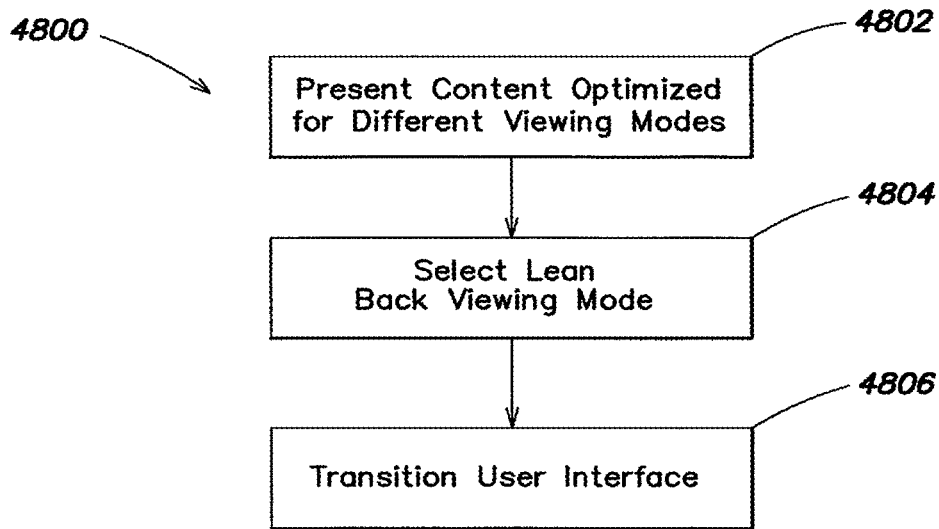 4800
4802
Present Content Optimized
for Different Viewing Modes
4804
Select Lean
Back Viewing Mode
4806
Transition User Interface